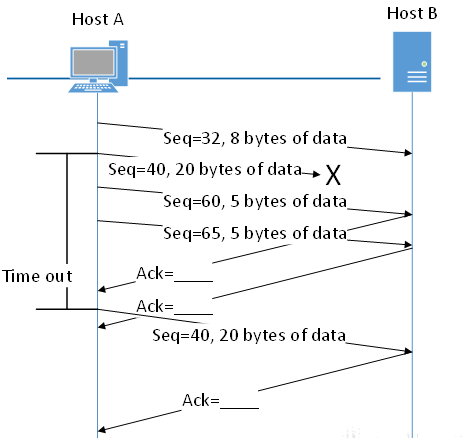 Host A
Host B
Seq=32, 8 bytes of data
Seq=40, 20 bytes of data
X
Seq=60, 5 bytes of data
Seq=65, 5 bytes of data
Ack=____
Time out
Ack=____
Seq=40, 20 bytes of data
Ack=____